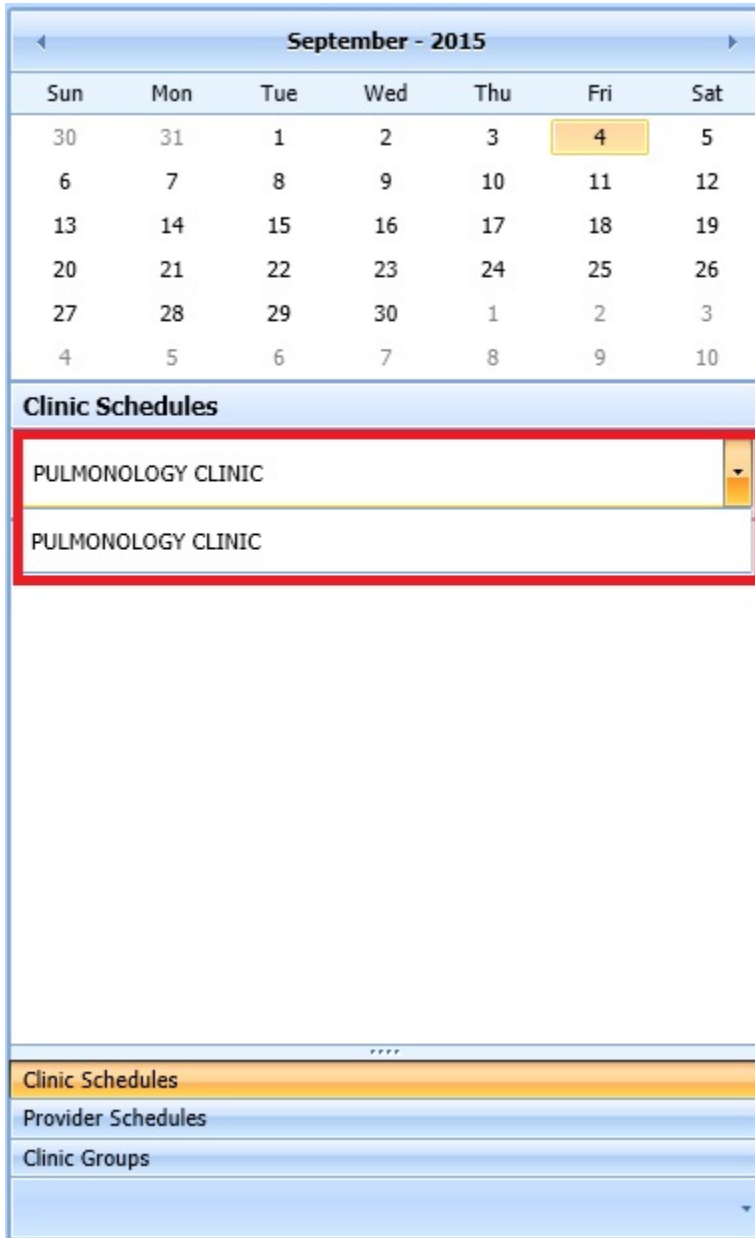 September - 2015
Sun Mon Tue Wed Thu Fri Sat
30 31 1 2 3 4 5
6 7 8 9 10 11 12
13 14 15 16 17 18 19
20 21 22 23 24 25 26
27 28 29 30 1 2 3
4 5 6 7 8 9 10
Clinic Schedules
PULMONOLOGY CLINIC
PULMONOLOGY CLINIC
Clinic Schedules
Provider Schedules
Clinic Groups